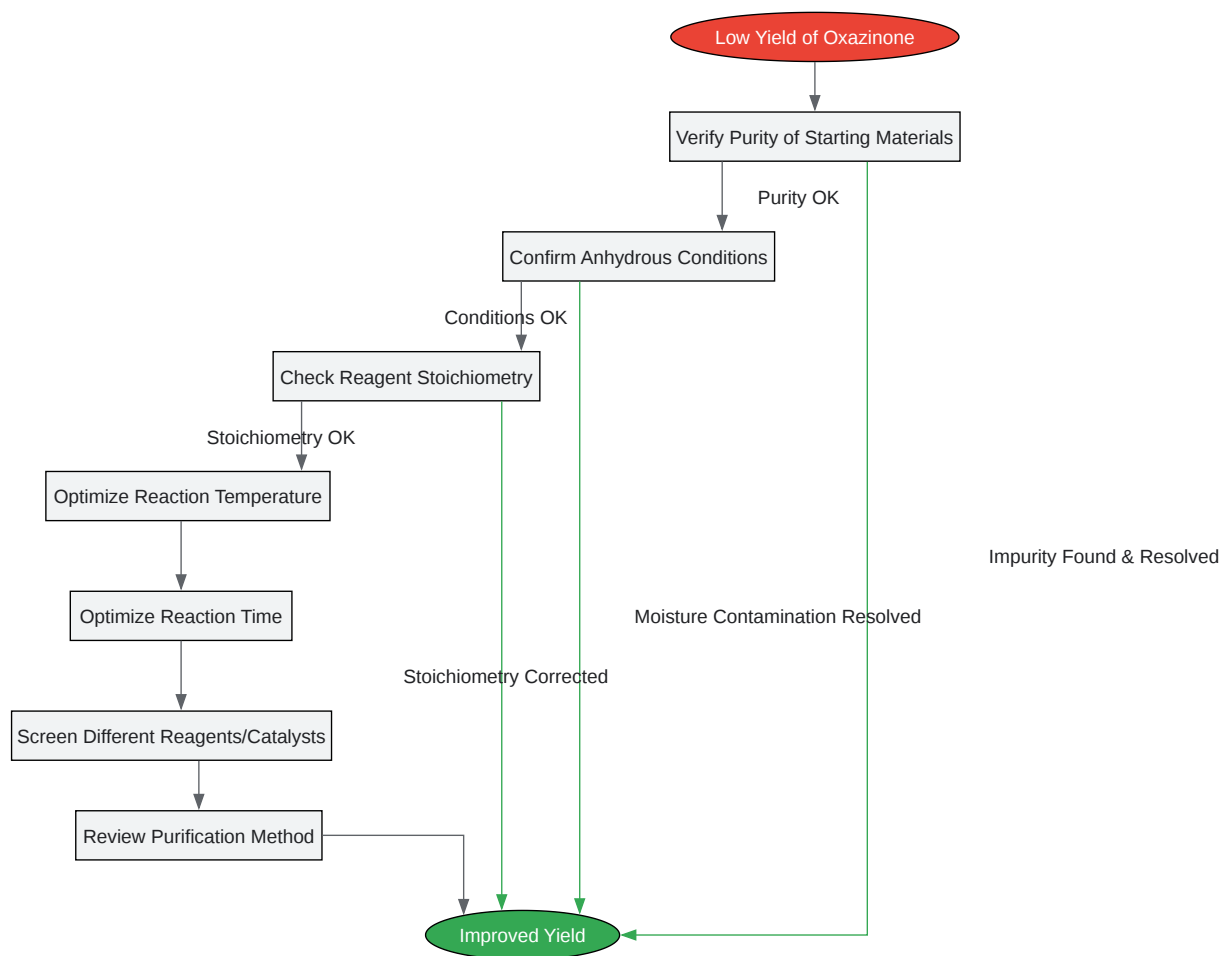 Low Yield of Oxazinone
Verify Purity of Starting Materials
Purity OK
Confirm Anhydrous Conditions
Conditions OK
Check Reagent Stoichiometry
Stoichiometry OK
Optimize Reaction Temperature
Impurity Found & Resolved
Optimize Reaction Time
Moisture Contamination Resolved
Stoichiometry Corrected
Screen Different Reagents/Catalysts
Review Purification Method
Improved Yield